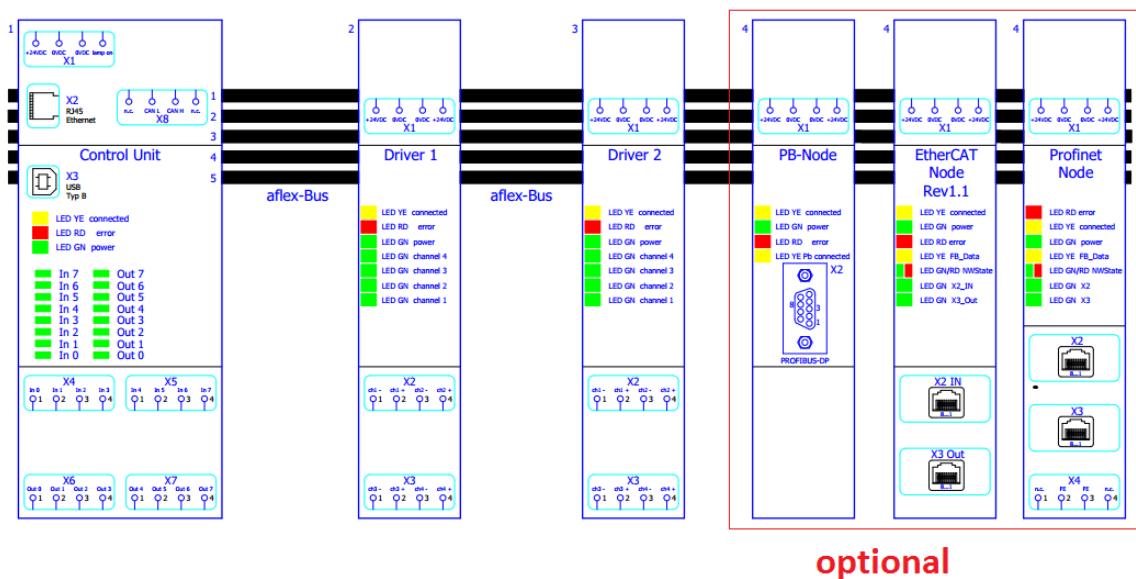 1
+24VDC 0VDC 0VDC lamp on
X1
X2
RJ45
Ethernet
n.c. CAN L CAN H n.c.
X8
1
2
3
4
5
Control Unit
X3
USB
Typ B
LED YE connected
LED RD error
LED GN power
In 7 Out 7
In 6 Out 6
In 5 Out 5
In 4 Out 4
In 3 Out 3
In 2 Out 2
In 1 Out 1
In 0 Out 0
X4
In 0 In 1 In 2 In 3
1 2 3 4
X5
In 4 In 5 In 6 In 7
1 2 3 4
X6
Out 0 Out 1 Out 2 Out 3
1 2 3 4
X7
Out 4 Out 5 Out 6 Out 7
1 2 3 4
aflex-Bus
2
+24VDC 0VDC 0VDC +24VDC
X1
Driver 1
LED YE connected
LED RD error
LED GN power
LED GN channel 4
LED GN channel 3
LED GN channel 2
LED GN channel 1
X2
ch1 - ch1 + ch2 - ch2 +
1 2 3 4
X3
ch3 - ch3 + ch4 - ch4 +
1 2 3 4
aflex-Bus
3
+24VDC 0VDC 0VDC +24VDC
X1
Driver 2
LED YE connected
LED RD error
LED GN power
LED GN channel 4
LED GN channel 3
LED GN channel 2
LED GN channel 1
X2
ch1 - ch1 + ch2 - ch2 +
1 2 3 4
X3
ch3 - ch3 + ch4 - ch4 +
1 2 3 4
4
+24VDC 0VDC 0VDC +24VDC
X1
PB-Node
LED YE connected
LED GN power
LED RD error
LED YE Pb connected
X2
8 3
1
PROFIBUS-DP
4
+24VDC 0VDC 0VDC +24VDC
X1
EtherCAT
Node
Rev1.1
LED YE connected
LED GN power
LED RD error
LED YE FB_Data
LED GN/RD NWState
LED GN X2_IN
LED GN X3_Out
X2 IN
8...1
X3 Out
8...1
4
+24VDC 0VDC 0VDC +24VDC
X1
Profinet
Node
LED RD error
LED YE connected
LED GN power
LED YE FB_Data
LED GN/RD NWState
LED GN X2
LED GN X3
X2
8...1
X3
8...1
X4
n.c. FE FE n.c.
1 2 3 4
optional